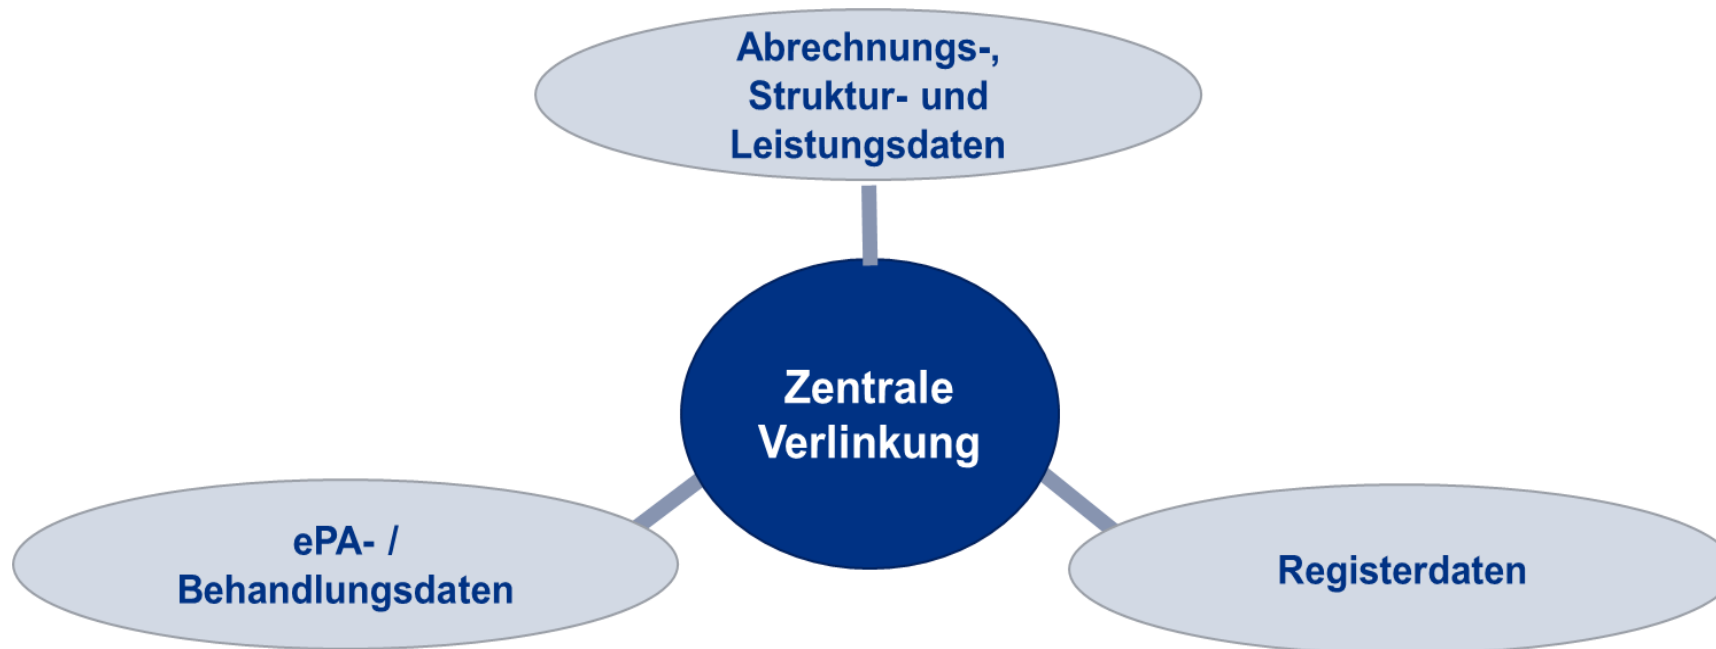 Abrechnungs-,
Struktur- und
Leistungsdaten
Zentrale
Verlinkung
ePA- /
Behandlungsdaten
Registerdaten